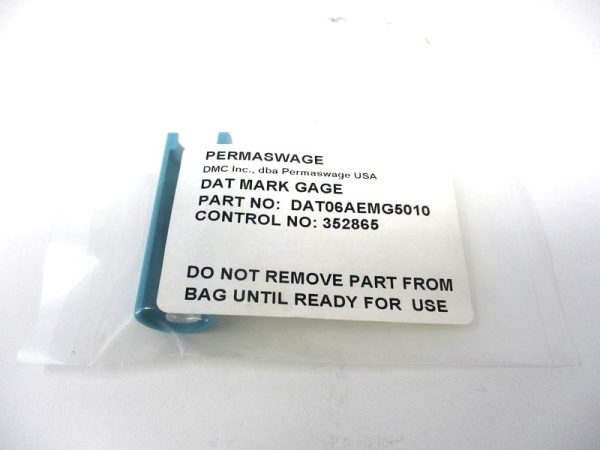 PERMASWAGE
DMC Inc., dba Permaswage USA
DAT MARK GAGE
PART NO: DAT06AEMG5010
CONTROL NO: 352865
DO NOT REMOVE PART FROM
BAG UNTIL READY FOR USE